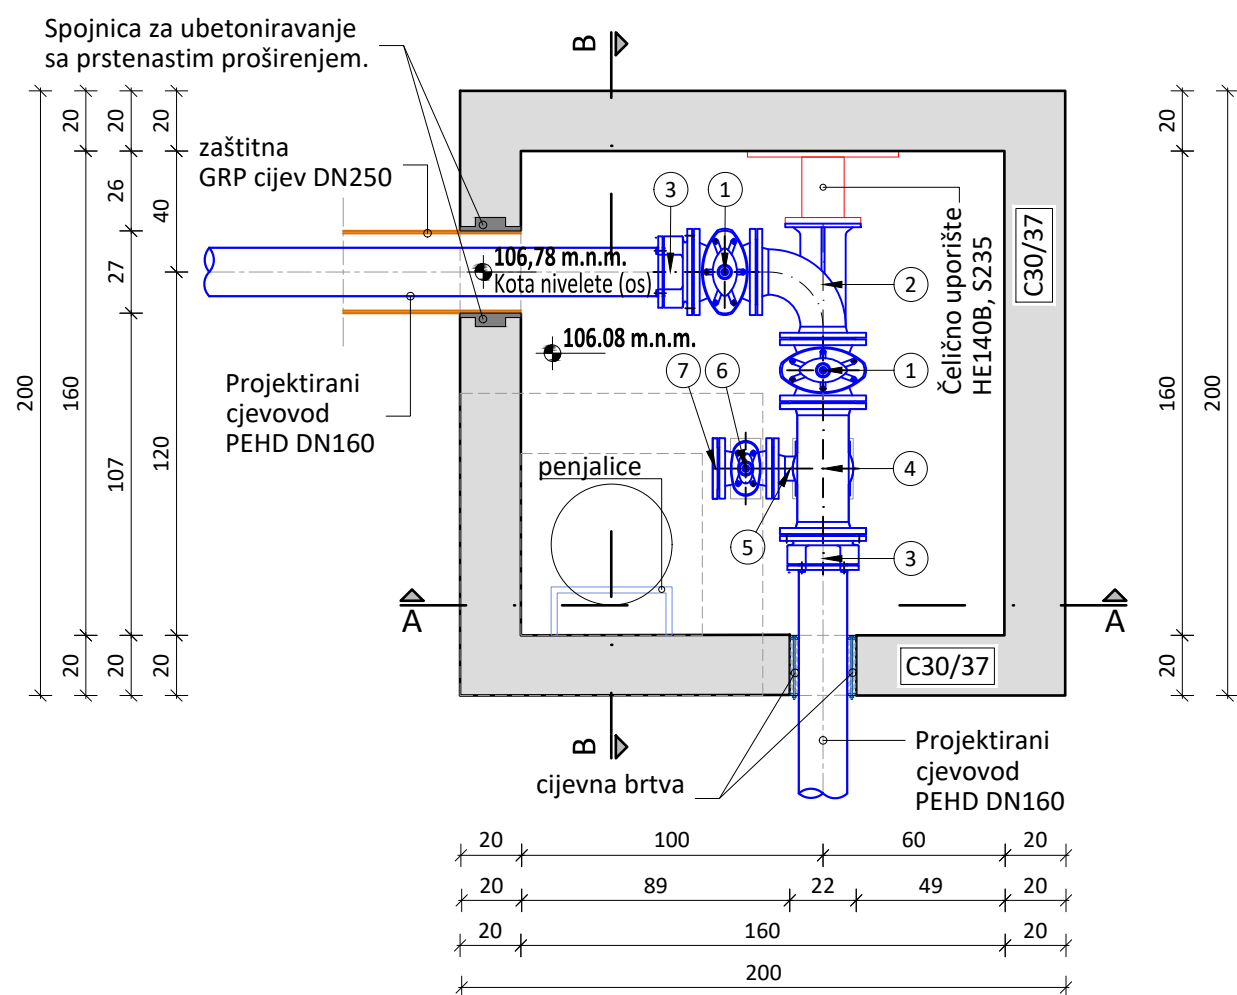 Spojnica za ubetoniravanje
sa prstenastim proširenjem.
B
20
20
20
20
20
zaštitna
GRP cijev DN250
3
1
26
40
C30/37
106,78 m.n.m.
Kota nivelete (os)
27
2
Čelično uporište
HE140B, S235
106.08 m.n.m.
Projektirani
cjevovod
PEHD DN160
7
6
1
200
160
107
120
160
200
penjalice
4
5
3
A
A
20
20
20
20
C30/37
B
Projektirani
cjevovod
PEHD DN160
cijevna brtva
20
100
60
20
20
89
22
49
20
20
160
20
200